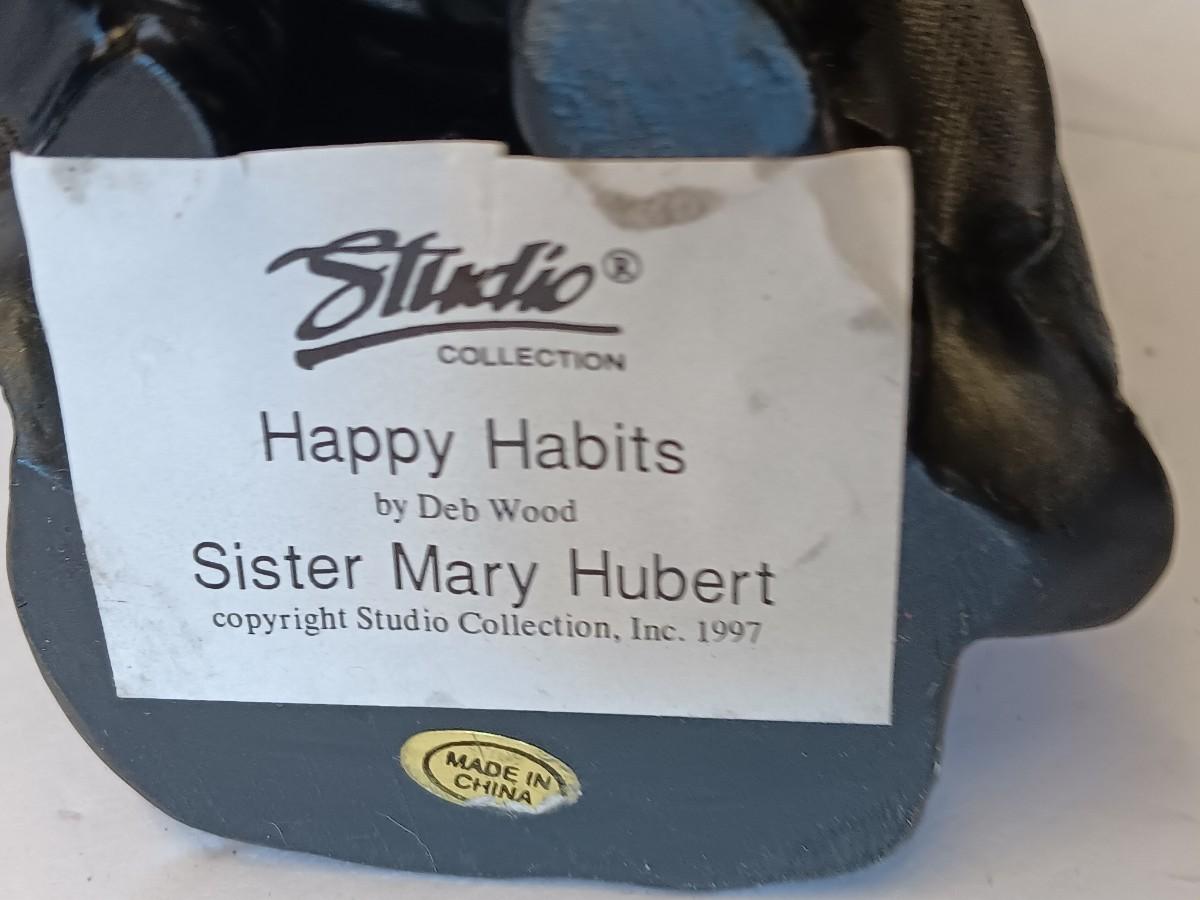 Studio®
COLLECTION
Happy Habits
by Deb Wood
Sister Mary Hubert
copyright Studio Collection, Inc. 1997
MADE IN
CHINA